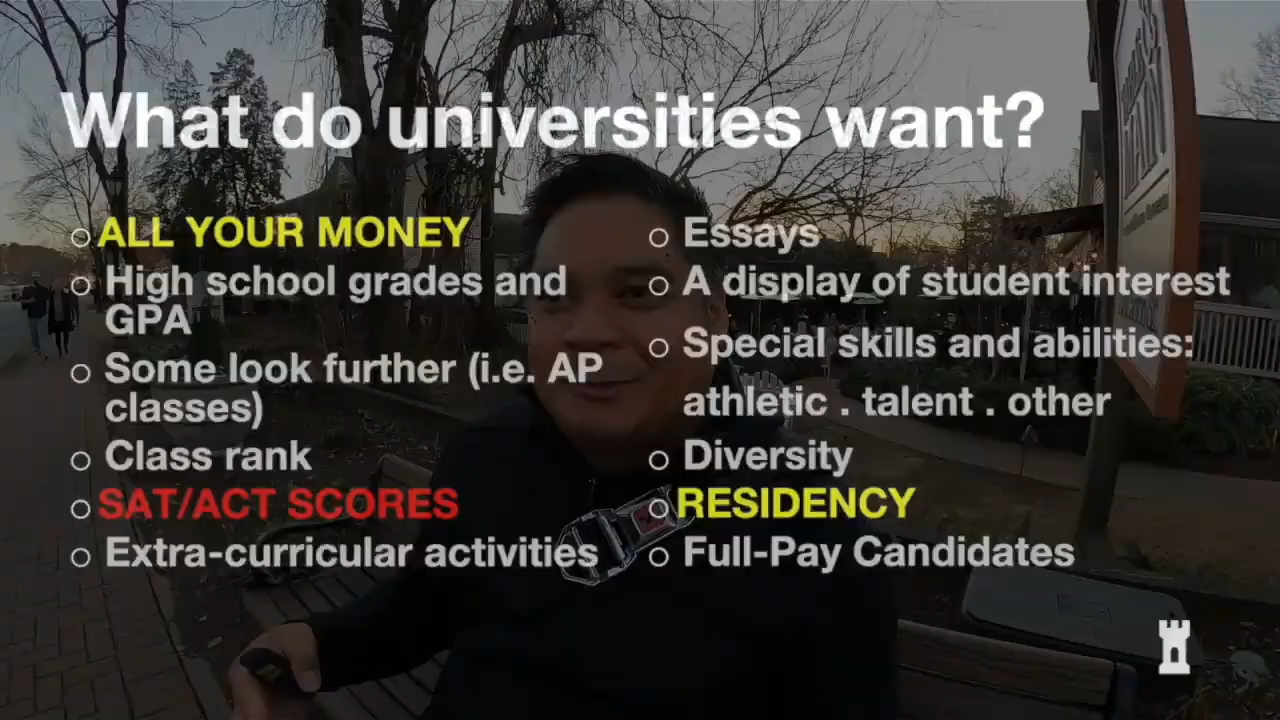 What do universities want?
○ ALL YOUR MONEY
○ High school grades and
GPA
○ Some look further (i.e. AP
classes)
○ Class rank
○ SAT/ACT SCORES
○ Extra-curricular activities
○ Essays
○ A display of student interest
○ Special skills and abilities:
athletic . talent . other
○ Diversity
○ RESIDENCY
○ Full-Pay Candidates